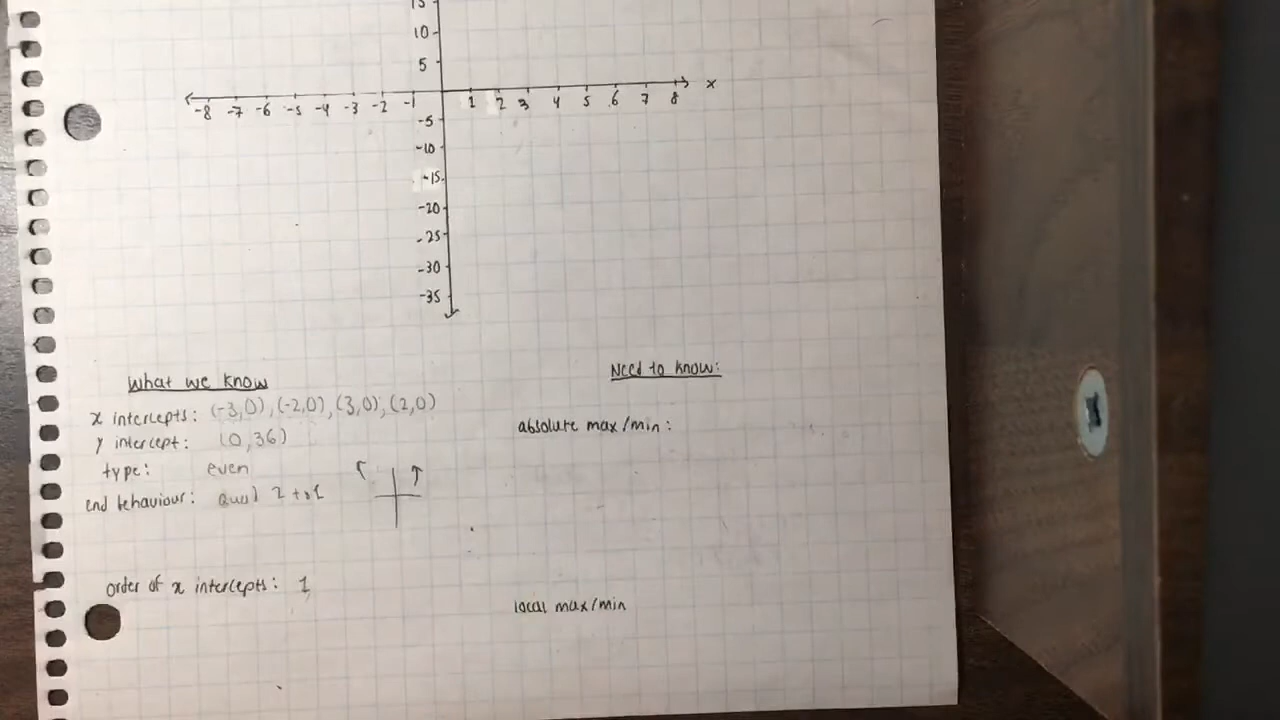 15
10
5
x
-8 -7 -6 -5 -4 -3 -2 -1 1 2 3 4 5 6 7 8
-5
-10
-15
-20
-25
-30
-35
What we know
Need to know:
x intercepts: (-3,0), (-2,0), (3,0), (2,0)
absolute max/min:
y intercept: (0,36)
type: even
end behaviour: quad 2 to 1
order of x intercepts: 1
local max/min